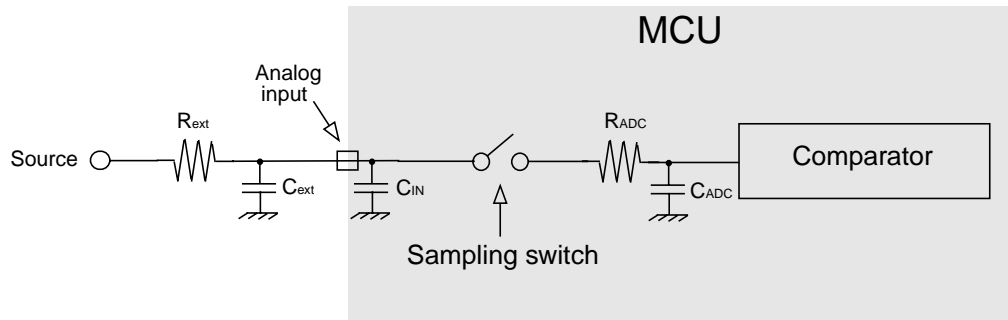 MCU
Analog
input
Rext
RADC
Source
Comparator
Cext
CIN
CADC
Sampling switch